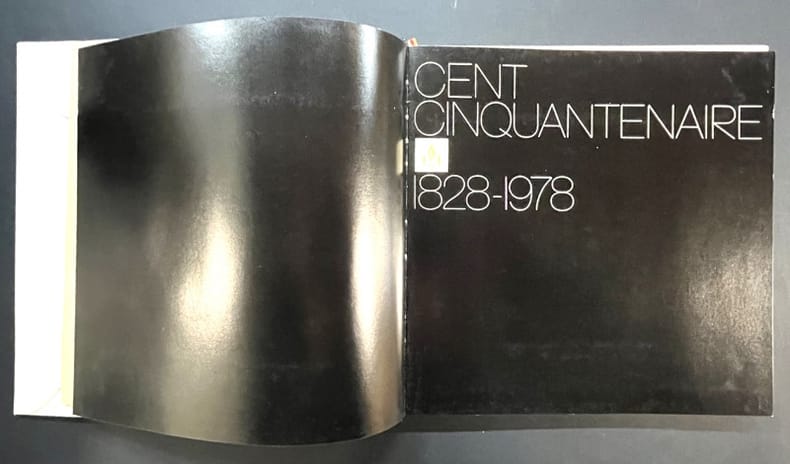 CENT
CINQUANTENAIRE
1828-1978